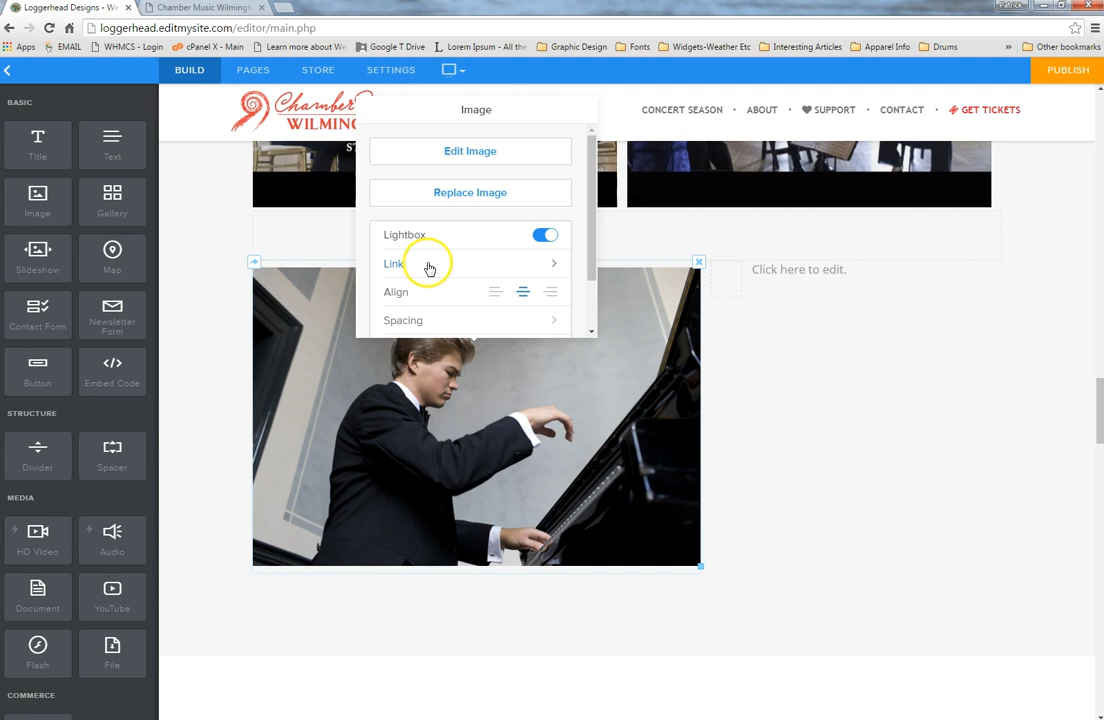 Loggerhead Designs - We
Chamber Music Wilmingt
Patrick
loggerhead.editmysite.com/editor/main.php
Apps
EMAIL
WHMCS - Login
cPanel X - Main
Learn more about We
Google T Drive
Lorem Ipsum - All the
Graphic Design
Fonts
Widgets-Weather Etc
Interesting Articles
Apparel Info
Drums
»
Other bookmarks
BUILD
PAGES
STORE
SETTINGS
PUBLISH
BASIC
Title
Text
Image
Gallery
Slideshow
Map
Contact Form
Newsletter
Form
Button
Embed Code
STRUCTURE
Divider
Spacer
MEDIA
HD Video
Audio
Document
YouTube
Flash
File
COMMERCE
Chamber
WILMING
CONCERT SEASON
ABOUT
SUPPORT
CONTACT
GET TICKETS
ST
Image
Edit Image
Replace Image
Lightbox
Link
Align
Spacing
Click here to edit.